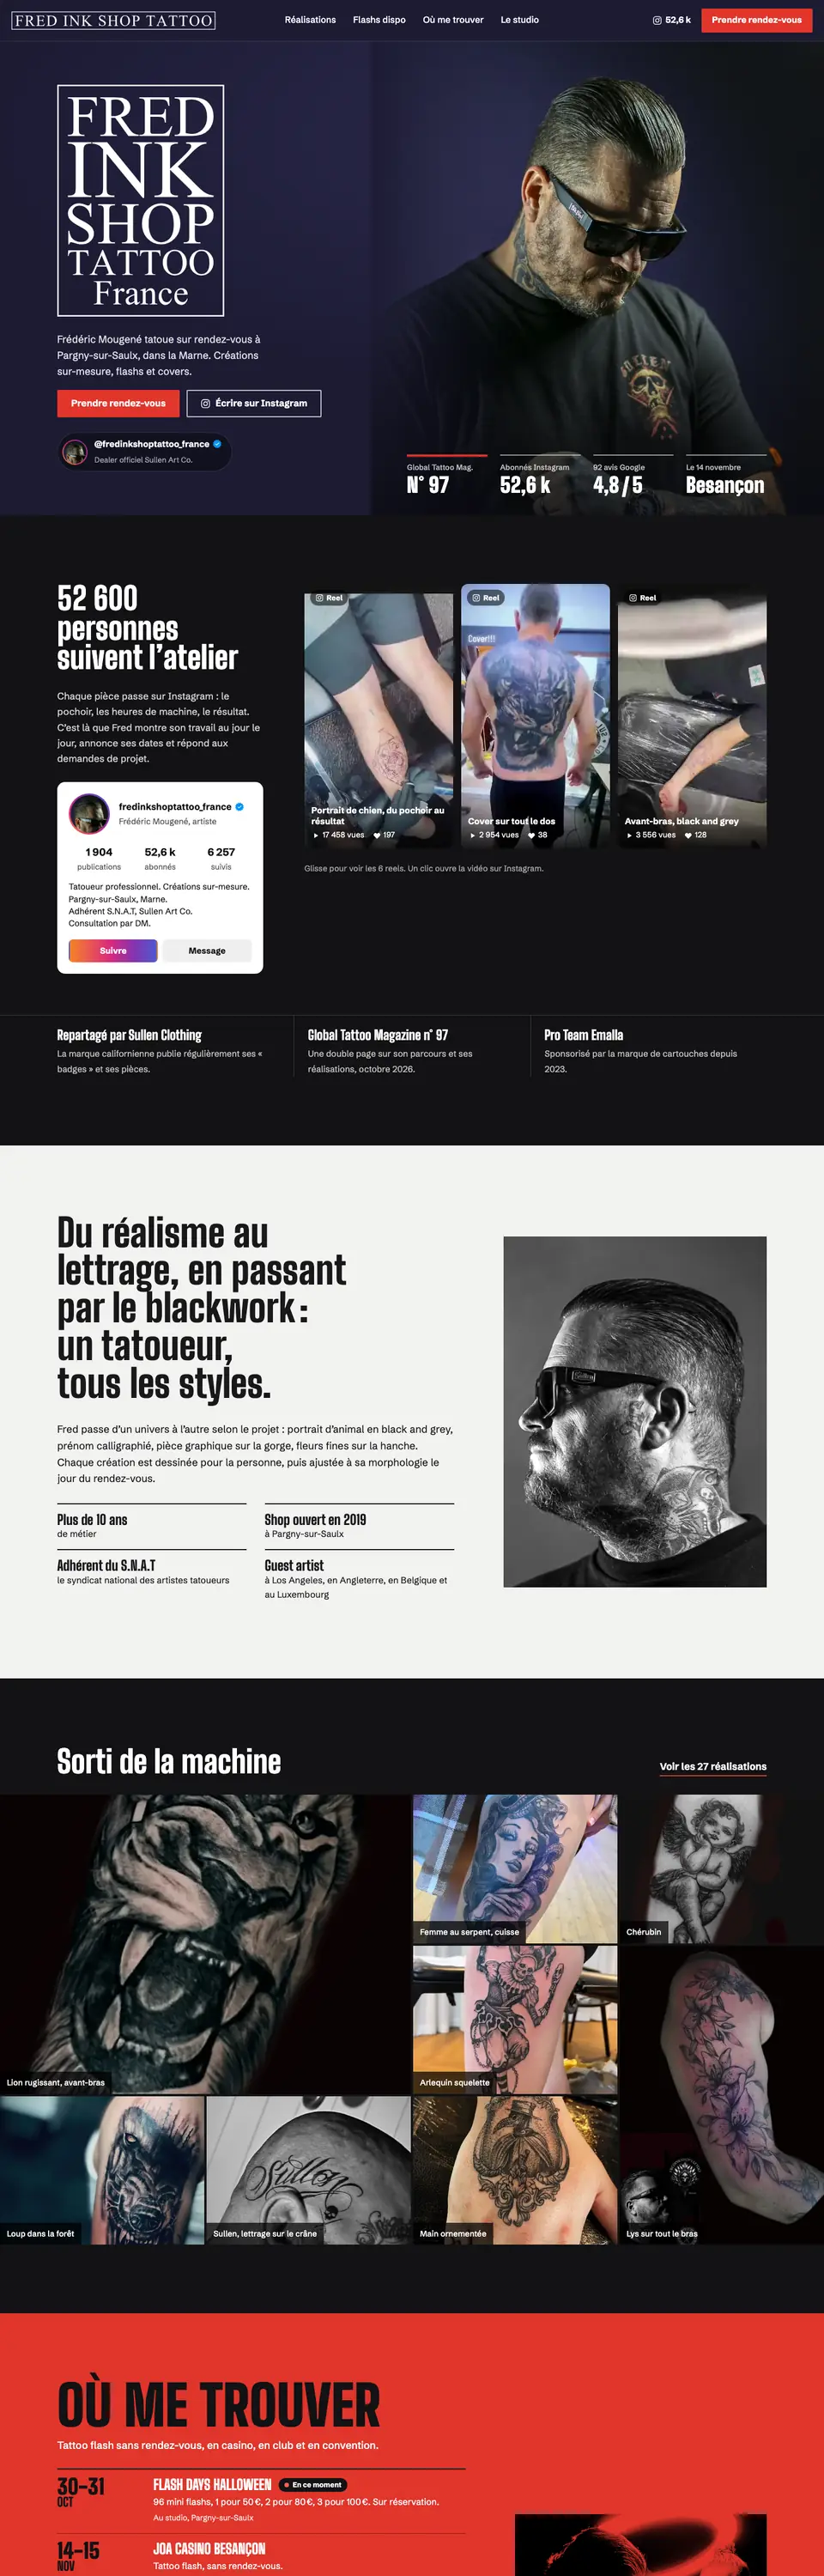 FRED INK SHOP TATTOO
Réalisations
Flashs dispo
Où me trouver
Le studio
52,6 k
Prendre rendez-vous
FRED
INK
SHOP
TATTOO
France
Frédéric Mougené tatoue sur rendez-vous à
Pargny-sur-Saulx, dans la Marne. Créations
sur-mesure, flashs et covers.
Prendre rendez-vous
Écrire sur Instagram
@fredinkshoptattoo_france
Dealer officiel Sullen Art Co.
SULLEN
Global Tattoo Mag.
N° 97
Abonnés Instagram
52,6 k
92 avis Google
4,8 / 5
Le 14 novembre
Besançon
52 600
personnes
suivent l'atelier
Chaque pièce passe sur Instagram : le
pochoir, les heures de machine, le résultat.
C'est là que Fred montre son travail au jour le
jour, annonce ses dates et répond aux
demandes de projet.
fredinkshoptattoo_france
Frédéric Mougené, artiste
1 904
publications
52,6 k
abonnés
6 257
suivis
Tatoueur professionnel. Créations sur-mesure.
Pargny-sur-Saulx, Marne.
Adhérent S.N.A.T, Sullen Art Co.
Consultation par DM.
Suivre
Message
Reel
Portrait de chien, du pochoir au
résultat
17 458 vues
197
Reel
Cover!!!
Cover sur tout le dos
2 954 vues
38
Reel
Avant-bras, black and grey
3 556 vues
128
Glisse pour voir les 6 reels. Un clic ouvre la vidéo sur Instagram.
Repartagé par Sullen Clothing
La marque californienne publie régulièrement ses «
badges » et ses pièces.
Global Tattoo Magazine n° 97
Une double page sur son parcours et ses
réalisations, octobre 2026.
Pro Team Emalla
Sponsorisé par la marque de cartouches depuis
2023.
Du réalisme au
lettrage, en passant
par le blackwork :
un tatoueur,
tous les styles.
Fred passe d'un univers à l'autre selon le projet : portrait d'animal en black and grey,
prénom calligraphié, pièce graphique sur la gorge, fleurs fines sur la hanche.
Chaque création est dessinée pour la personne, puis ajustée à sa morphologie le
jour du rendez-vous.
Plus de 10 ans
de métier
Shop ouvert en 2019
à Pargny-sur-Saulx
Adhérent du S.N.A.T
le syndicat national des artistes tatoueurs
Guest artist
à Los Angeles, en Angleterre, en Belgique et
au Luxembourg
Sorti de la machine
Voir les 27 réalisations
Lion rugissant, avant-bras
Femme au serpent, cuisse
Chérubin
Arlequin squelette
Loup dans la forêt
Sullen
Sullen, lettrage sur le crâne
Main ornementée
Lys sur tout le bras
OÙ ME TROUVER
Tattoo flash sans rendez-vous, en casino, en club et en convention.
30–31
OCT
FLASH DAYS HALLOWEEN
En ce moment
96 mini flashs, 1 pour 50 €, 2 pour 80 €, 3 pour 100 €. Sur réservation.
Au studio, Pargny-sur-Saulx
14–15
NOV
JOA CASINO BESANÇON
Tattoo flash, sans rendez-vous.